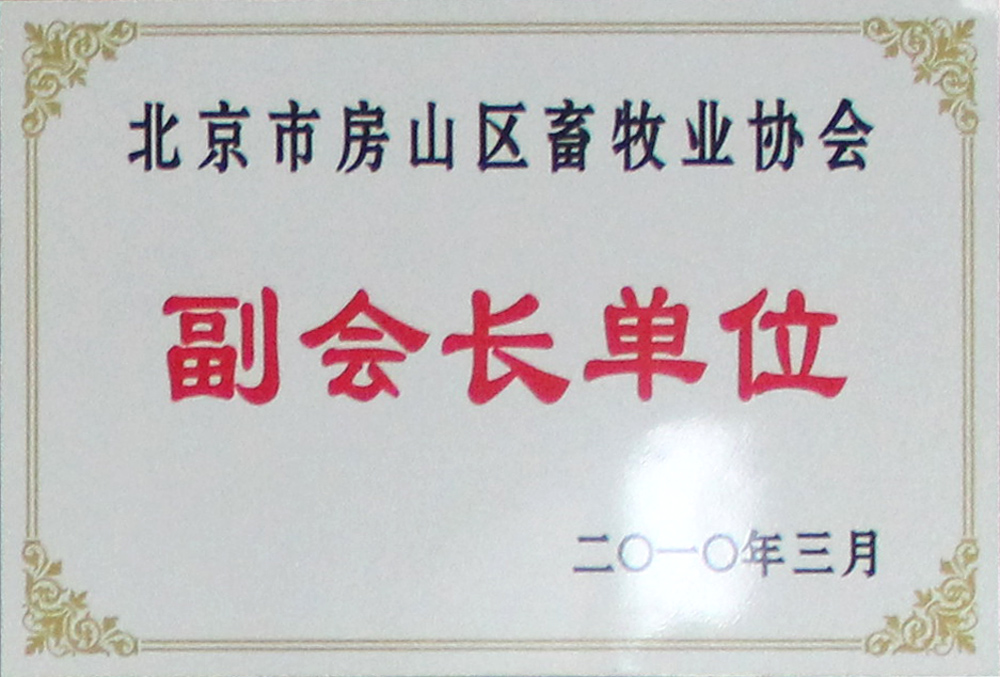 北京市房山区畜牧业协会
副会长单位
二〇一〇年三月